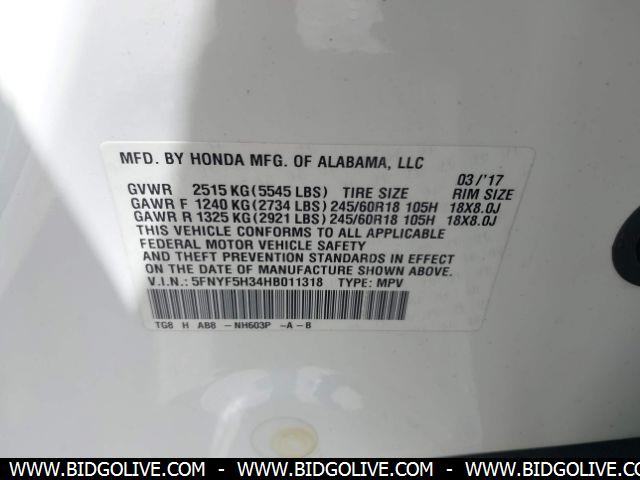 MFD. BY HONDA MFG. OF ALABAMA, LLC
03/'17
GVWR 2515 KG (5545 LBS) TIRE SIZE RIM SIZE
GAWR F 1240 KG (2734 LBS) 245/60R18 105H 18X8.0J
GAWR R 1325 KG (2921 LBS) 245/60R18 105H 18X8.0J
THIS VEHICLE CONFORMS TO ALL APPLICABLE
FEDERAL MOTOR VEHICLE SAFETY
AND THEFT PREVENTION STANDARDS IN EFFECT
ON THE DATE OF MANUFACTURE SHOWN ABOVE.
V.I.N.: 5FNYF5H34HB011318 TYPE: MPV
TG8 H AB8 -NH603P -A-B
WWW.BIDGOLIVE.COM - WWW.BIDGOLIVE.COM - WWW.BIDGOLIVE.COM